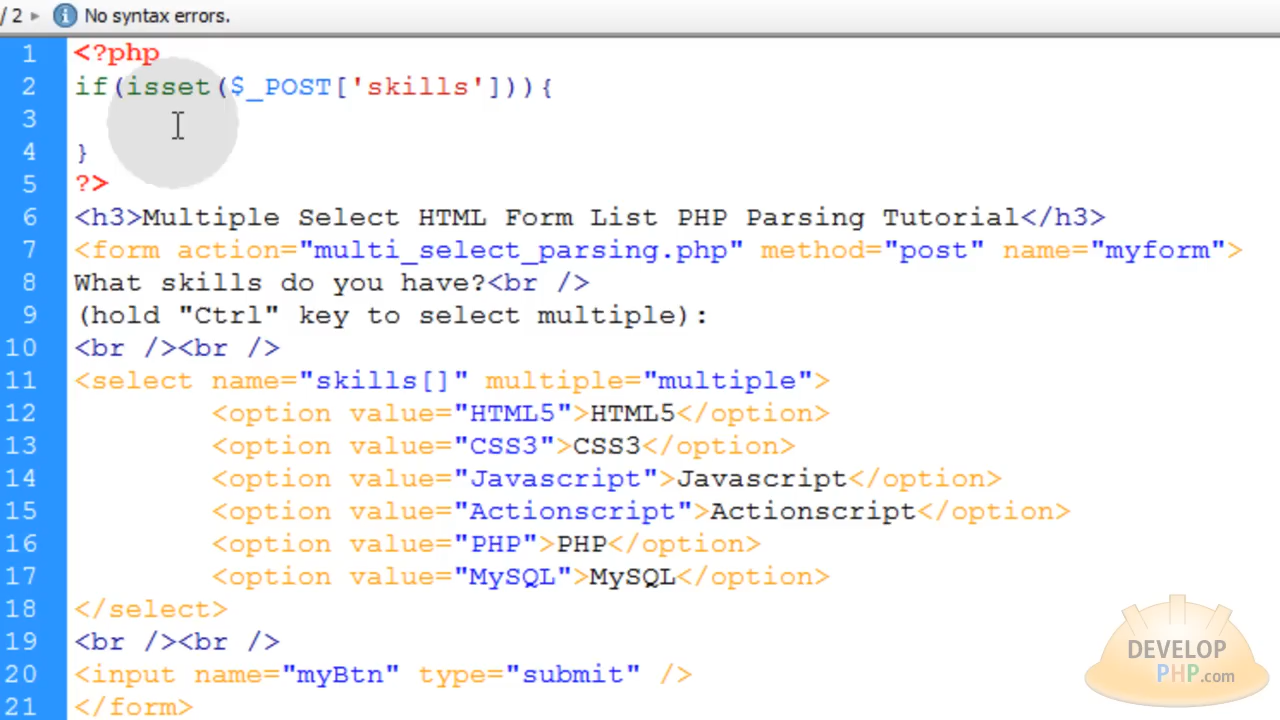 / 2 ▸ No syntax errors.
1 <?php
2 if(isset($_POST['skills'])){
3
4 }
5 ?>
6 <h3>Multiple Select HTML Form List PHP Parsing Tutorial</h3>
7 <form action="multi_select_parsing.php" method="post" name="myform">
8 What skills do you have?<br />
9 (hold "Ctrl" key to select multiple):
10 <br /><br />
11 <select name="skills[]" multiple="multiple">
12 <option value="HTML5">HTML5</option>
13 <option value="CSS3">CSS3</option>
14 <option value="Javascript">Javascript</option>
15 <option value="Actionscript">Actionscript</option>
16 <option value="PHP">PHP</option>
17 <option value="MySQL">MySQL</option>
18 </select>
19 <br /><br />
20 <input name="myBtn" type="submit" />
21 </form>
DEVELOP
PHP.com